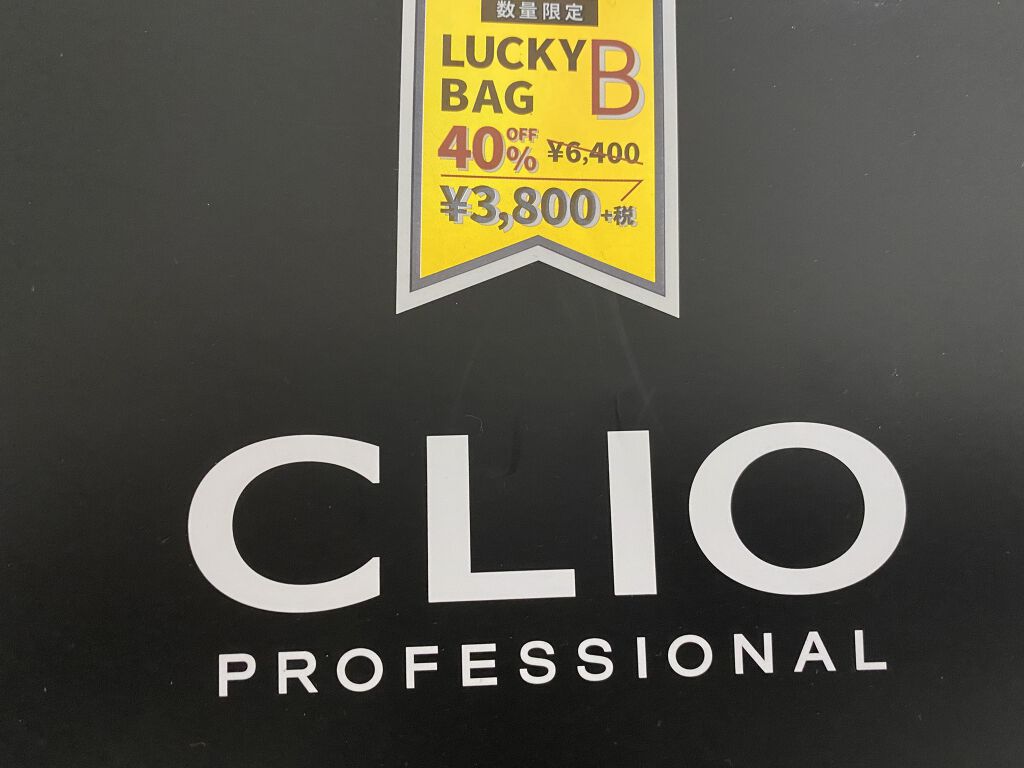 数量限定
LUCKY B
BAG
40% OFF ¥6,400
¥3,800+税
CLIO
PROFESSIONAL